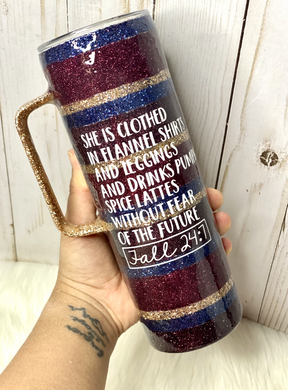 SHE IS CLOTHED
IN FLANNEL SHIRTS
AND LEGGINGS
AND DRINKS PUMP
SPICE LATTES
WITHOUT FEAR
OF THE FUTURE
Fall 24:7